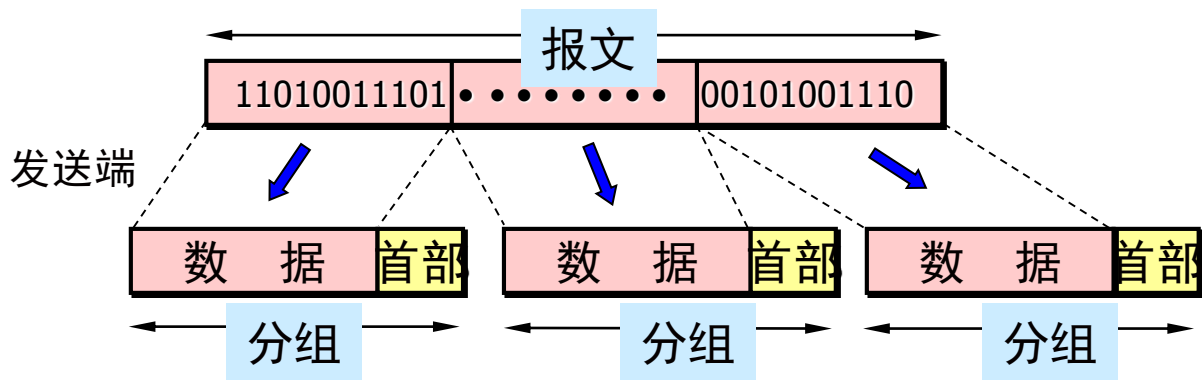 报文
11010011101 • • • • • • • • 00101001110
发送端
数 据 首部 数 据 首部 数 据 首部
分组 分组 分组